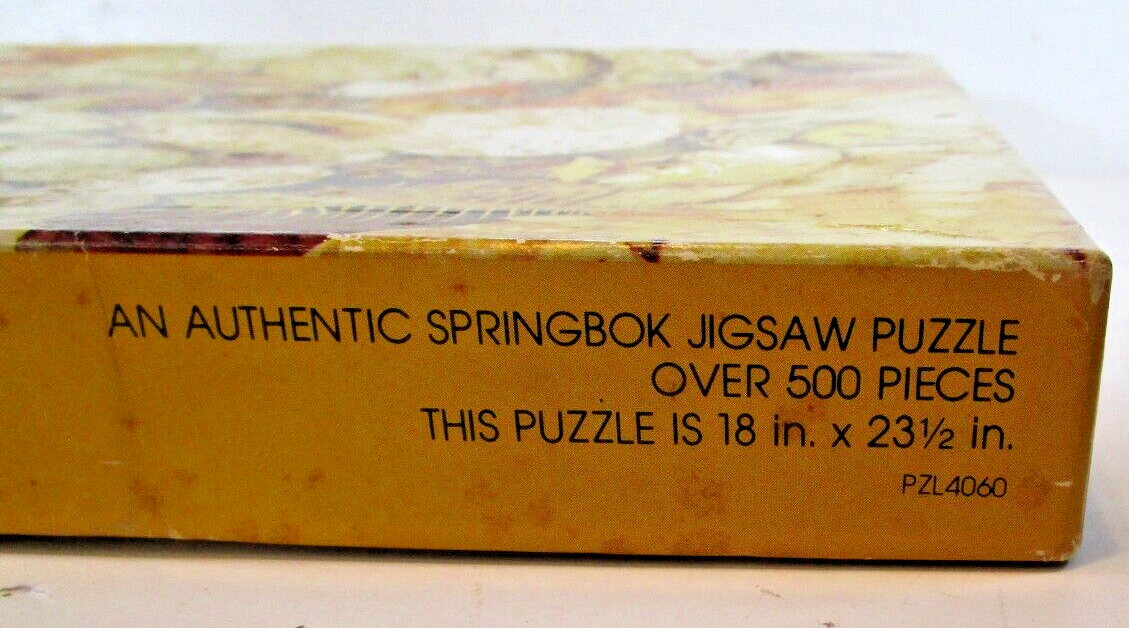 AN AUTHENTIC SPRINGBOK JIGSAW PUZZLE
OVER 500 PIECES
THIS PUZZLE IS 18 in. x 23½ in.
PZL4060